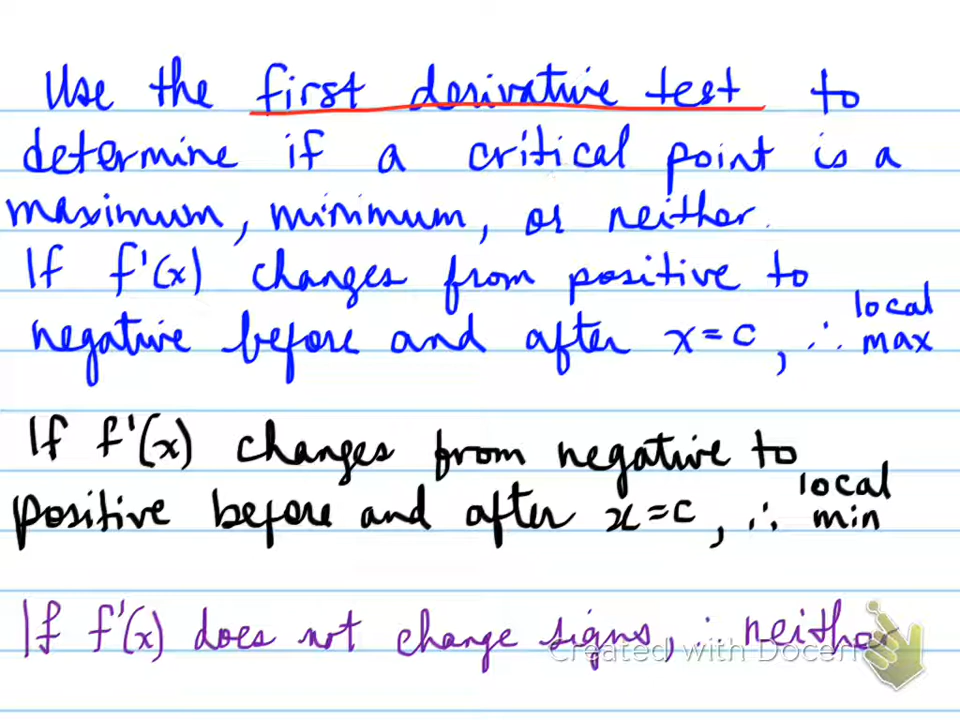 Use the first derivative test to
determine if a critical point is a
maximum, minimum, or neither.
If f'(x) changes from positive to
negative before and after x=c, ∴ local max
If f'(x) changes from negative to
positive before and after x=c, ∴ local min
If f'(x) does not change signs, ∴ neither
Created with Doceri